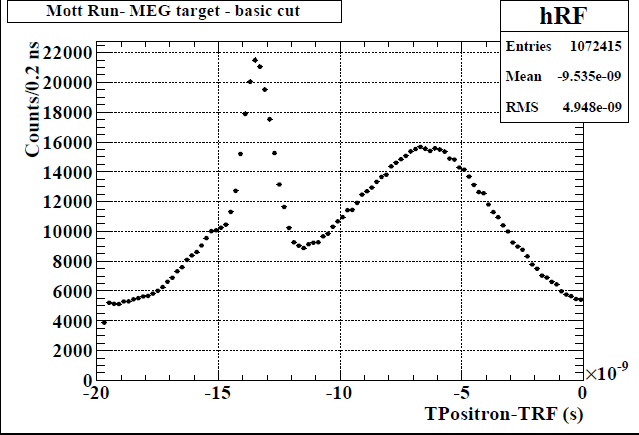 Mott Run- MEG target - basic cut
hRF
Entries 1072415
Mean -9.535e-09
RMS 4.948e-09
Counts/0.2 ns
22000
20000
18000
16000
14000
12000
10000
8000
6000
4000
2000
0
-20 -15 -10 -5 0
×10⁻⁹
TPositron-TRF (s)